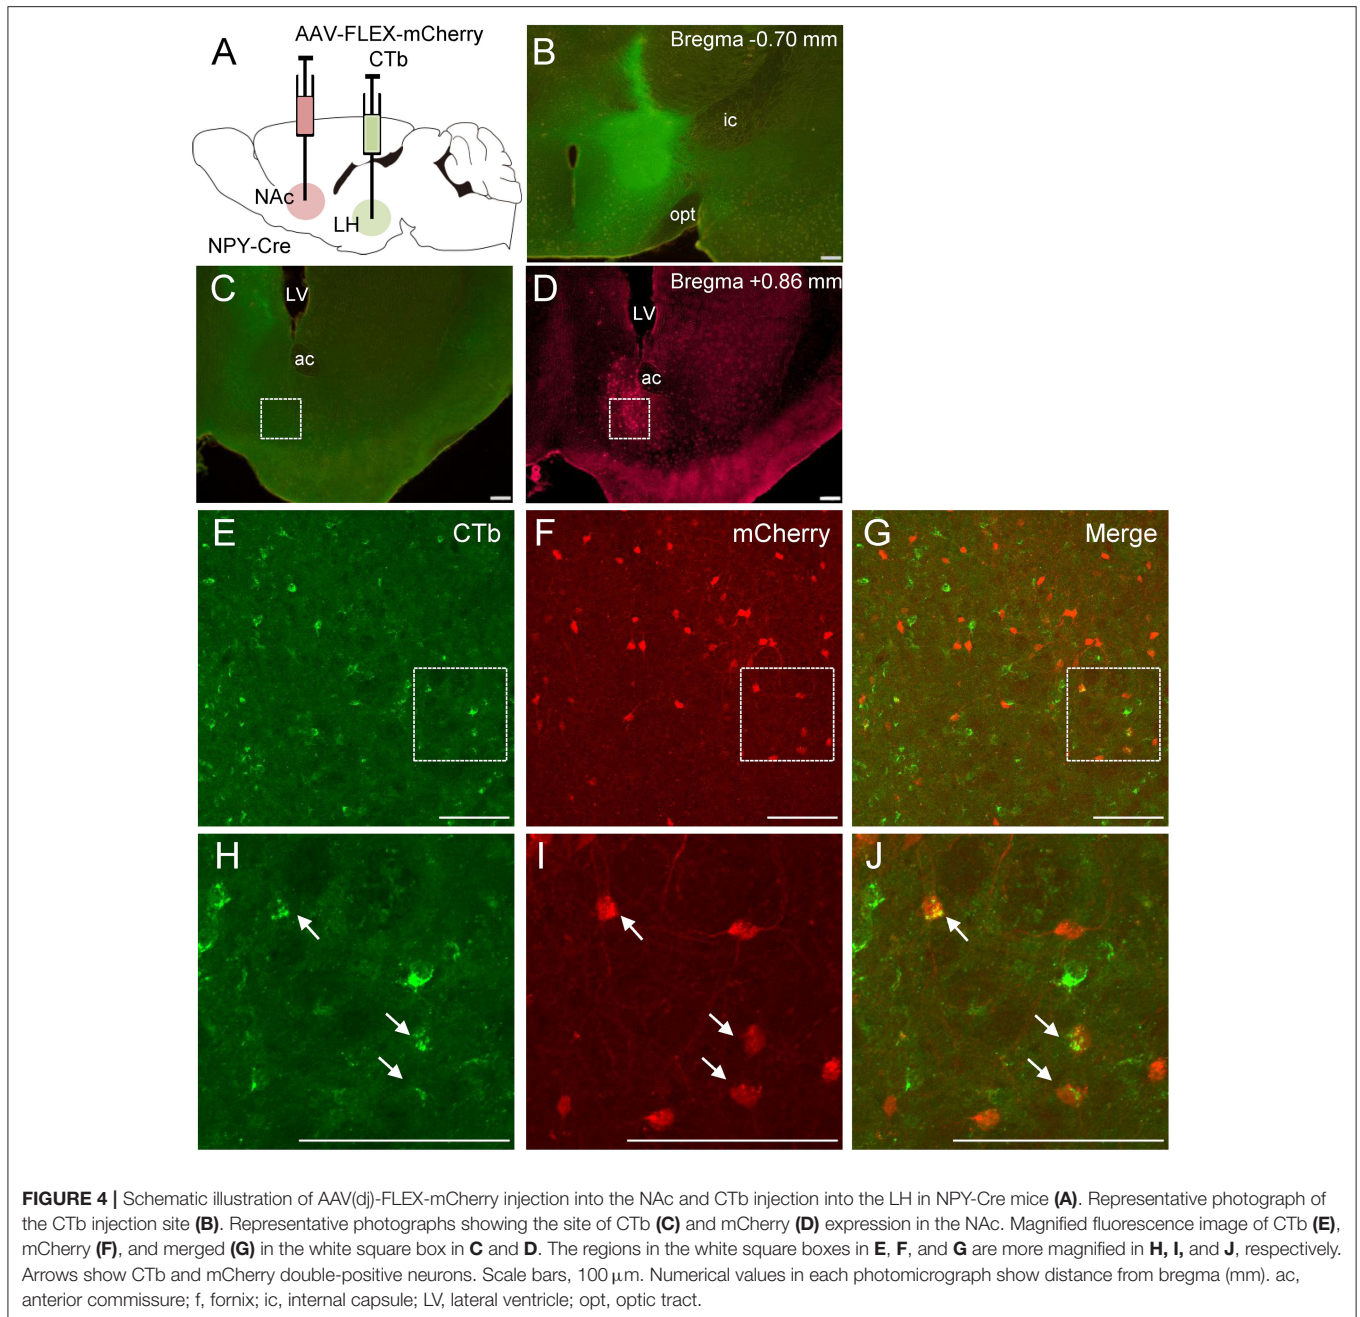 A
AAV-FLEX-mCherry
CTb
NAc
LH
NPY-Cre
B
Bregma -0.70 mm
ic
opt
C
LV
ac
D
Bregma +0.86 mm
LV
ac
E
CTb
F
mCherry
G
Merge
H
I
J
FIGURE 4 | Schematic illustration of AAV(dj)-FLEX-mCherry injection into the NAc and CTb injection into the LH in NPY-Cre mice (A). Representative photograph of
the CTb injection site (B). Representative photographs showing the site of CTb (C) and mCherry (D) expression in the NAc. Magnified fluorescence image of CTb (E),
mCherry (F), and merged (G) in the white square box in C and D. The regions in the white square boxes in E, F, and G are more magnified in H, I, and J, respectively.
Arrows show CTb and mCherry double-positive neurons. Scale bars, 100 μm. Numerical values in each photomicrograph show distance from bregma (mm). ac,
anterior commissure; f, fornix; ic, internal capsule; LV, lateral ventricle; opt, optic tract.